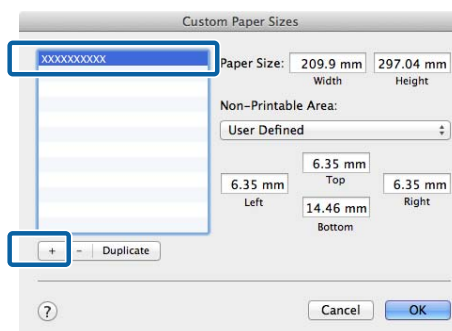 Custom Paper Sizes
XXXXXXXXXX
Paper Size: 209.9 mm 297.04 mm
Width Height
Non-Printable Area:
User Defined
6.35 mm
Top
6.35 mm 6.35 mm
Left Right
14.46 mm
Bottom
+ - Duplicate
? Cancel OK